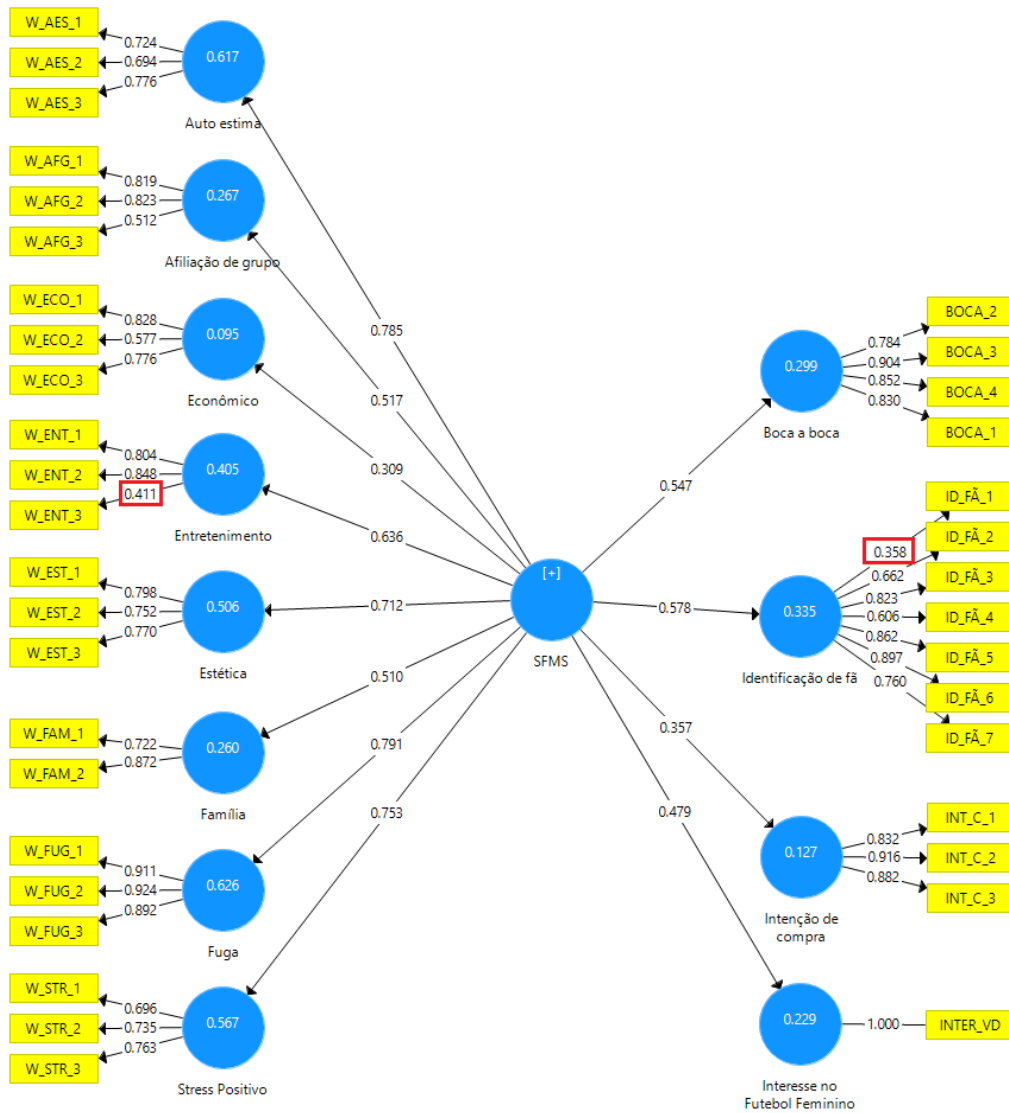 W_AES_1
W_AES_2
W_AES_3
0.724
0.694
0.776
0.617
Auto estima
W_AFG_1
W_AFG_2
W_AFG_3
0.819
0.823
0.512
0.267
Afiliação de grupo
W_ECO_1
W_ECO_2
W_ECO_3
0.828
0.577
0.776
0.095
Econômico
W_ENT_1
W_ENT_2
W_ENT_3
0.804
0.848
0.411
0.405
Entretenimento
W_EST_1
W_EST_2
W_EST_3
0.798
0.752
0.770
0.506
Estética
W_FAM_1
W_FAM_2
0.722
0.872
0.260
Família
W_FUG_1
W_FUG_2
W_FUG_3
0.911
0.924
0.892
0.626
Fuga
W_STR_1
W_STR_2
W_STR_3
0.696
0.735
0.763
0.567
Stress Positivo
0.785
0.517
0.309
0.636
0.712
0.510
0.791
0.753
[+]
SFMS
0.547
0.578
0.357
0.479
0.299
Boca a boca
0.784
0.904
0.852
0.830
BOCA_2
BOCA_3
BOCA_4
BOCA_1
0.335
Identificação de fã
0.358
0.662
0.823
0.606
0.862
0.897
0.760
ID_FÃ_1
ID_FÃ_2
ID_FÃ_3
ID_FÃ_4
ID_FÃ_5
ID_FÃ_6
ID_FÃ_7
0.127
Intenção de
compra
0.832
0.916
0.882
INT_C_1
INT_C_2
INT_C_3
0.229
Interesse no
Futebol Feminino
1.000
INTER_VD